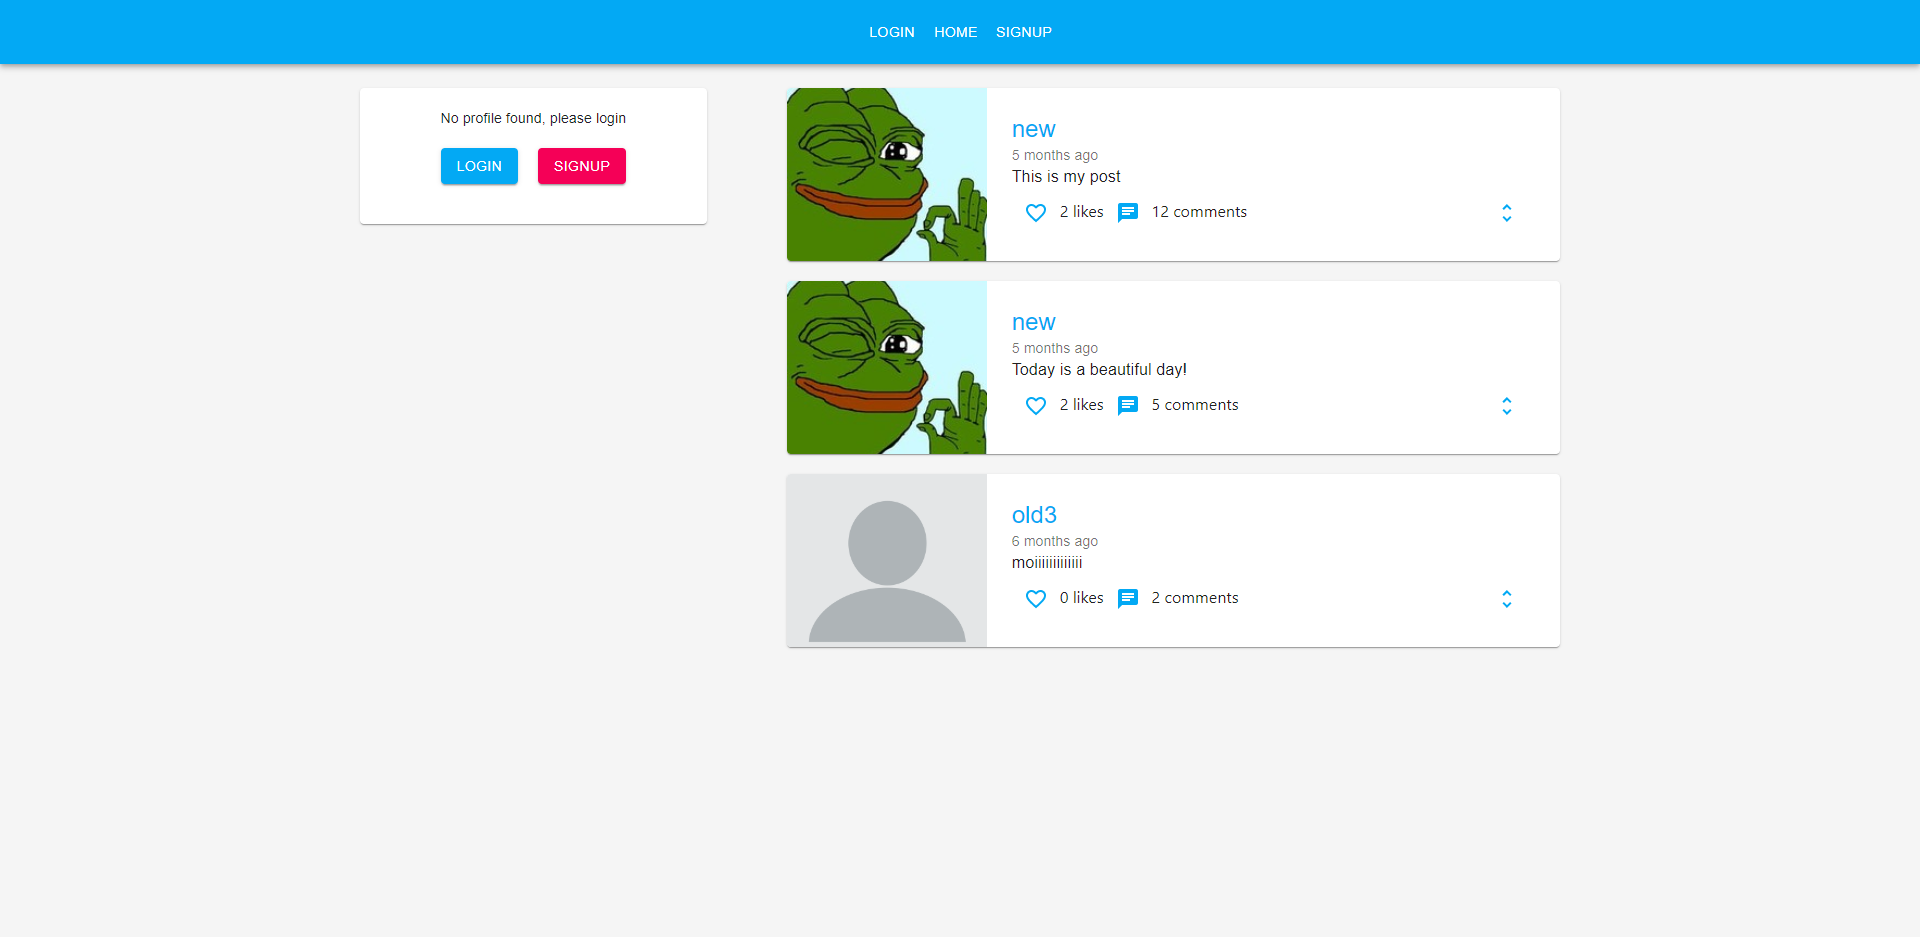 LOGIN HOME SIGNUP
No profile found, please login
LOGIN SIGNUP
new
5 months ago
This is my post
2 likes 12 comments
new
5 months ago
Today is a beautiful day!
2 likes 5 comments
old3
6 months ago
moiiiiiiiiiiiii
0 likes 2 comments